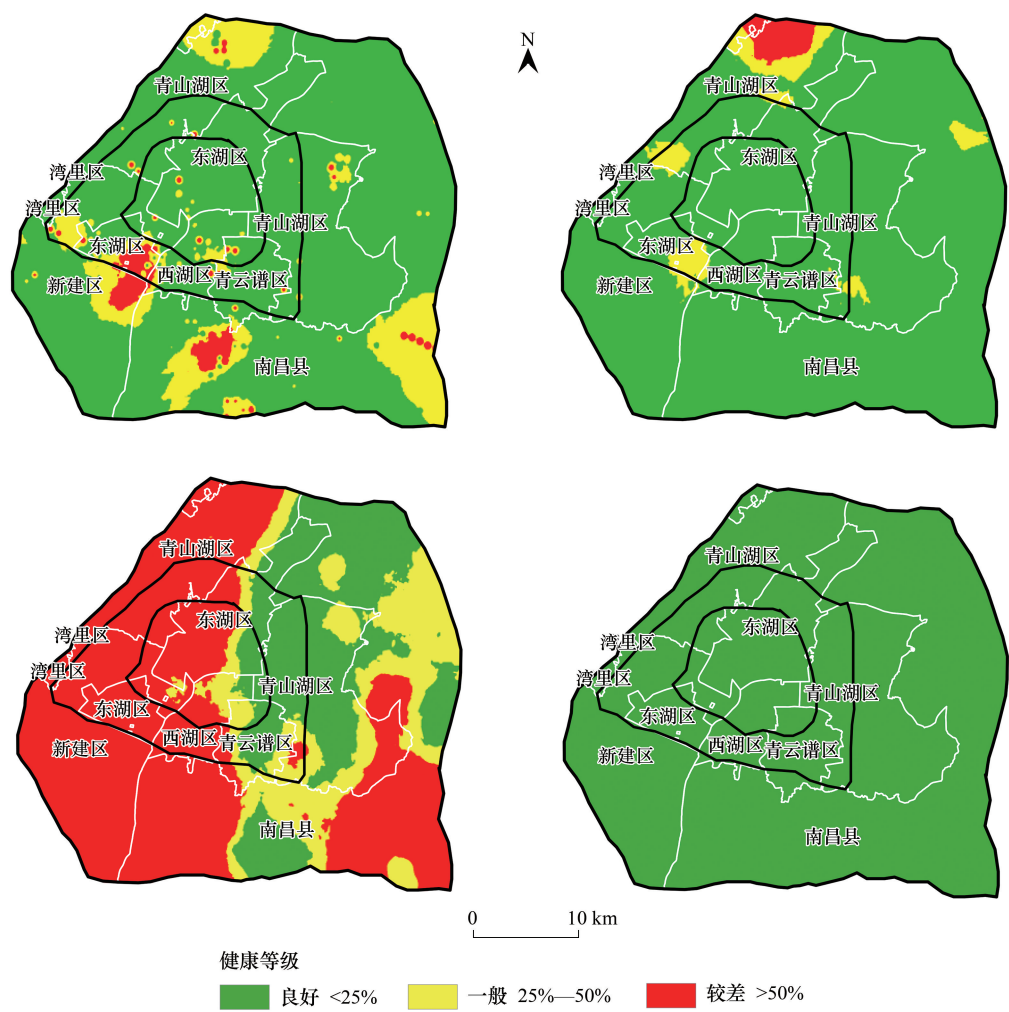 N
青山湖区
东湖区
湾里区
湾里区
青山湖区
东湖区
西湖区
青云谱区
新建区
南昌县
青山湖区
东湖区
湾里区
湾里区
青山湖区
东湖区
西湖区
青云谱区
新建区
南昌县
青山湖区
东湖区
湾里区
湾里区
青山湖区
东湖区
西湖区
青云谱区
新建区
南昌县
青山湖区
东湖区
湾里区
湾里区
青山湖区
东湖区
西湖区
青云谱区
新建区
南昌县
0 10 km
健康等级
良好 <25% 一般 25%—50% 较差 >50%